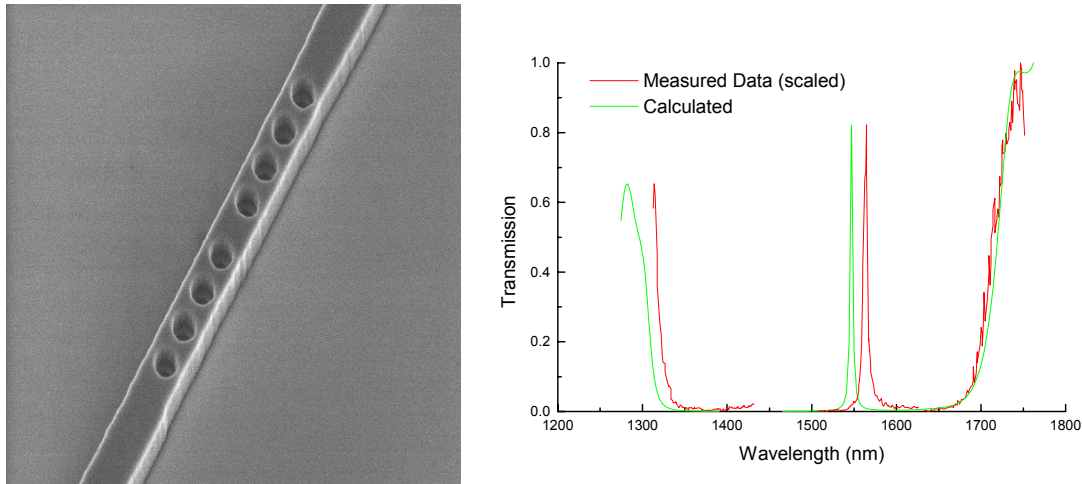 Measured Data (scaled)
Calculated
Transmission
1.0
0.8
0.6
0.4
0.2
0.0
1200 1300 1400 1500 1600 1700 1800
Wavelength (nm)